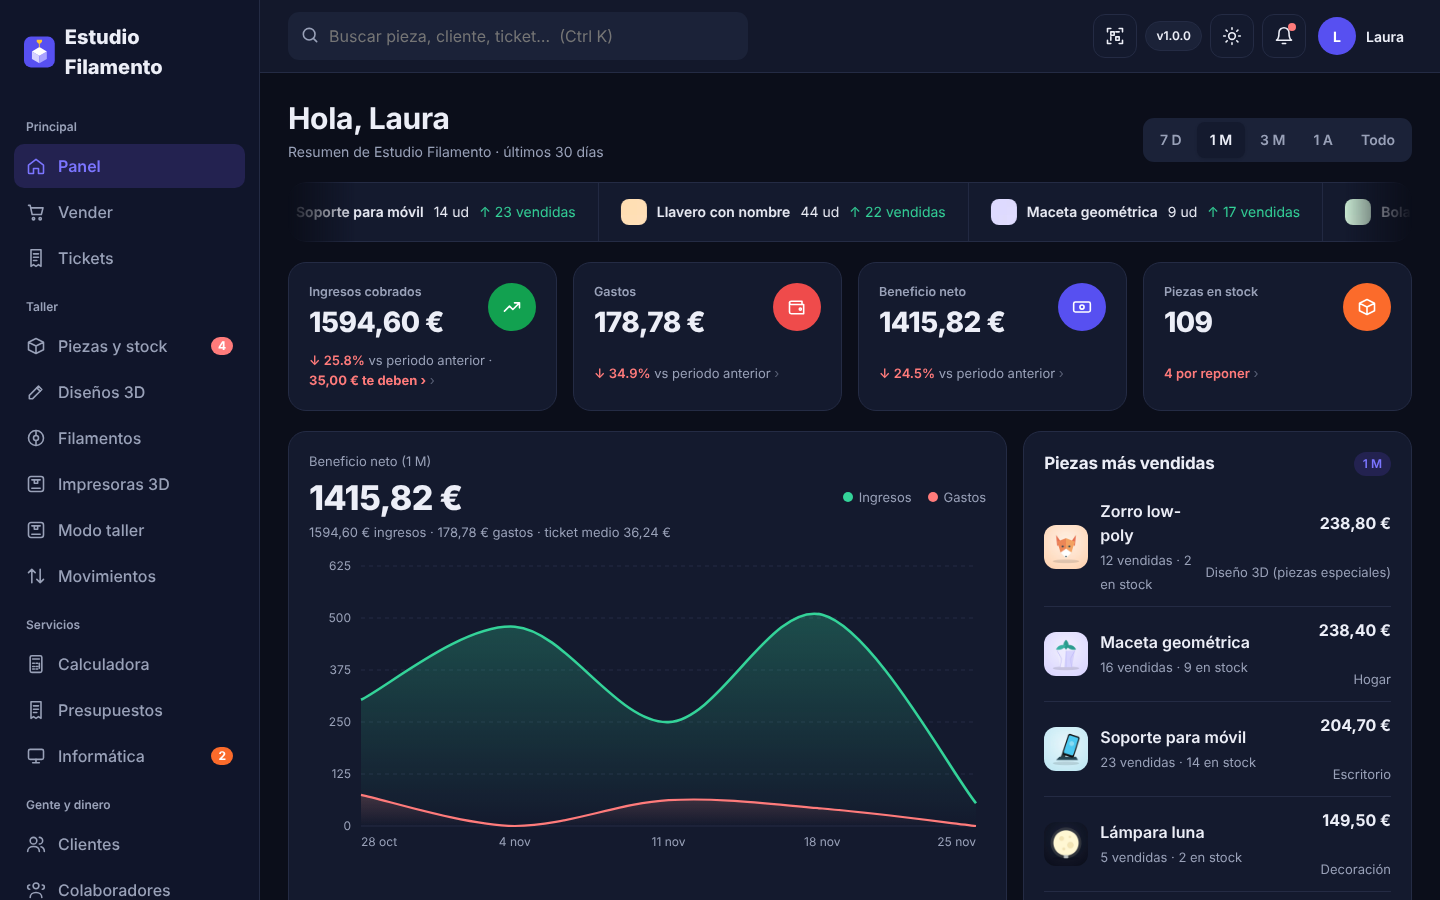 Estudio
Filamento
Buscar pieza, cliente, ticket... (Ctrl K)
v1.0.0
L
Laura
Principal
Panel
Vender
Tickets
Taller
Piezas y stock 4
Diseños 3D
Filamentos
Impresoras 3D
Modo taller
Movimientos
Servicios
Calculadora
Presupuestos
Informática 2
Gente y dinero
Clientes
Colaboradores
Hola, Laura
Resumen de Estudio Filamento · últimos 30 días
7 D 1 M 3 M 1 A Todo
Soporte para móvil 14 ud ↑ 23 vendidas
Llavero con nombre 44 ud ↑ 22 vendidas
Maceta geométrica 9 ud ↑ 17 vendidas
Bola
Ingresos cobrados
1594,60 €
↓ 25.8% vs periodo anterior ·
35,00 € te deben › ›
Gastos
178,78 €
↓ 34.9% vs periodo anterior ›
Beneficio neto
1415,82 €
↓ 24.5% vs periodo anterior ›
Piezas en stock
109
4 por reponer ›
Beneficio neto (1 M)
1415,82 €
Ingresos Gastos
1594,60 € ingresos · 178,78 € gastos · ticket medio 36,24 €
625
500
375
250
125
0
28 oct 4 nov 11 nov 18 nov 25 nov
Piezas más vendidas 1 M
Zorro low-
poly
238,80 €
12 vendidas · 2
en stock
Diseño 3D (piezas especiales)
Maceta geométrica
238,40 €
16 vendidas · 9 en stock
Hogar
Soporte para móvil
204,70 €
23 vendidas · 14 en stock
Escritorio
Lámpara luna
149,50 €
5 vendidas · 2 en stock
Decoración